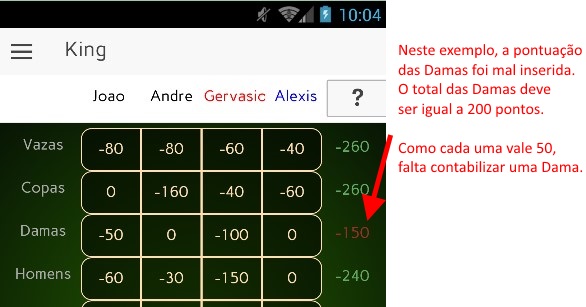 10:04
King
Joao Andre Gervasic Alexis ?
Vazas -80 -80 -60 -40 -260
Copas 0 -160 -40 -60 -260
Damas -50 0 -100 0 -150
Homens -60 -30 -150 0 -240
Neste exemplo, a pontuação
das Damas foi mal inserida.
O total das Damas deve
ser igual a 200 pontos.
Como cada uma vale 50,
falta contabilizar uma Dama.